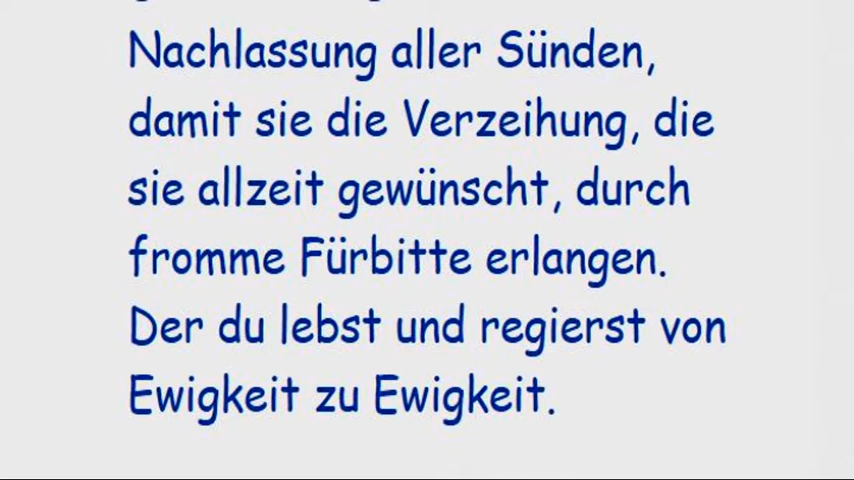 Nachlassung aller Sünden,
damit sie die Verzeihung, die
sie allzeit gewünscht, durch
fromme Fürbitte erlangen.
Der du lebst und regierst von
Ewigkeit zu Ewigkeit.